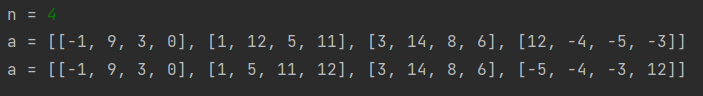 n = 4
a = [[-1, 9, 3, 0], [1, 12, 5, 11], [3, 14, 8, 6], [12, -4, -5, -3]]
a = [[-1, 9, 3, 0], [1, 5, 11, 12], [3, 14, 8, 6], [-5, -4, -3, 12]]